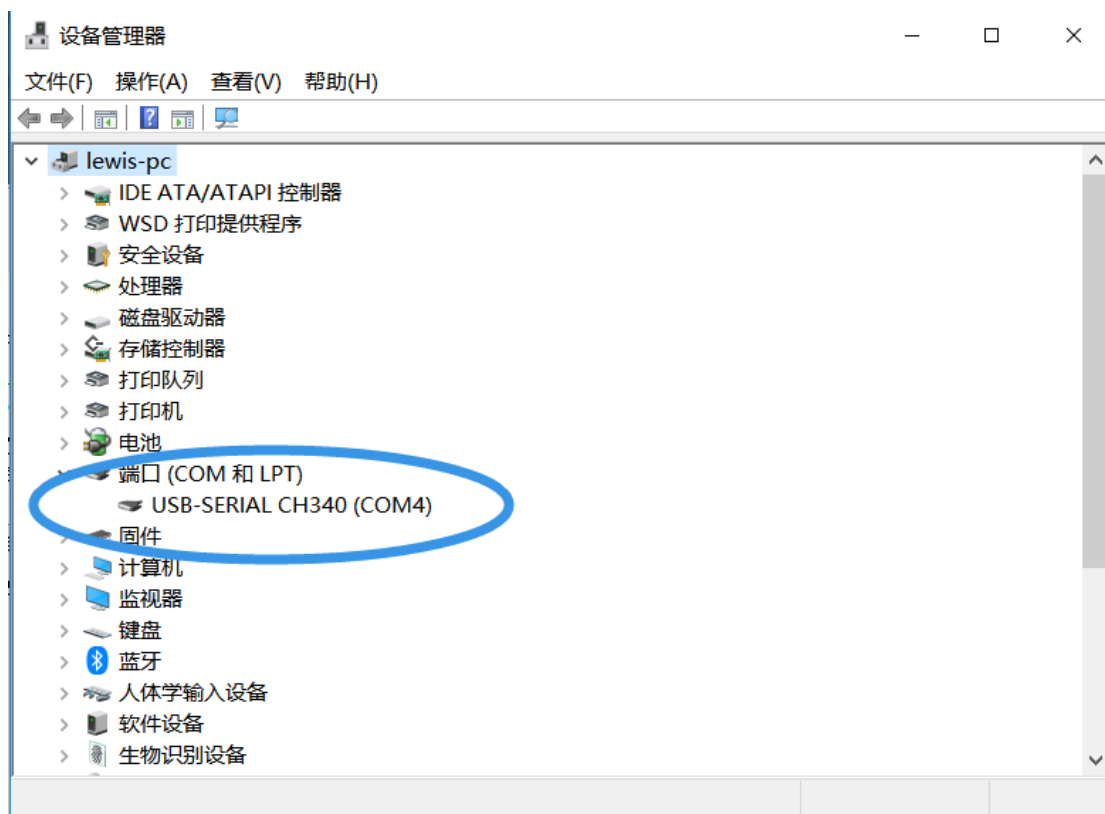 设备管理器
文件(F) 操作(A) 查看(V) 帮助(H)
lewis-pc
IDE ATA/ATAPI 控制器
WSD 打印提供程序
安全设备
处理器
磁盘驱动器
存储控制器
打印队列
打印机
电池
端口 (COM 和 LPT)
USB-SERIAL CH340 (COM4)
固件
计算机
监视器
键盘
蓝牙
人体学输入设备
软件设备
生物识别设备